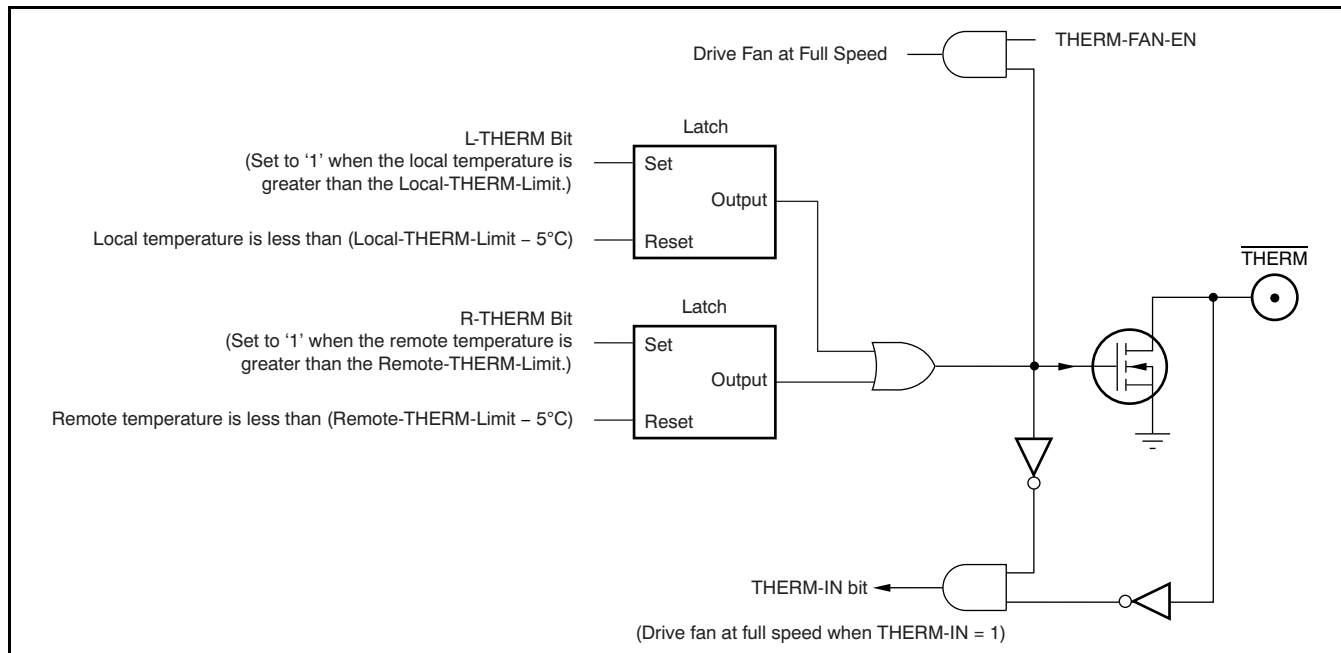 THERM-FAN-EN
Drive Fan at Full Speed
L-THERM Bit
(Set to ‘1’ when the local temperature is
greater than the Local-THERM-Limit.)
Latch
Set
Output
Local temperature is less than (Local-THERM-Limit – 5°C)
Reset
THERM
R-THERM Bit
(Set to ‘1’ when the remote temperature is
greater than the Remote-THERM-Limit.)
Latch
Set
Output
Remote temperature is less than (Remote-THERM-Limit – 5°C)
Reset
THERM-IN bit
(Drive fan at full speed when THERM-IN = 1)